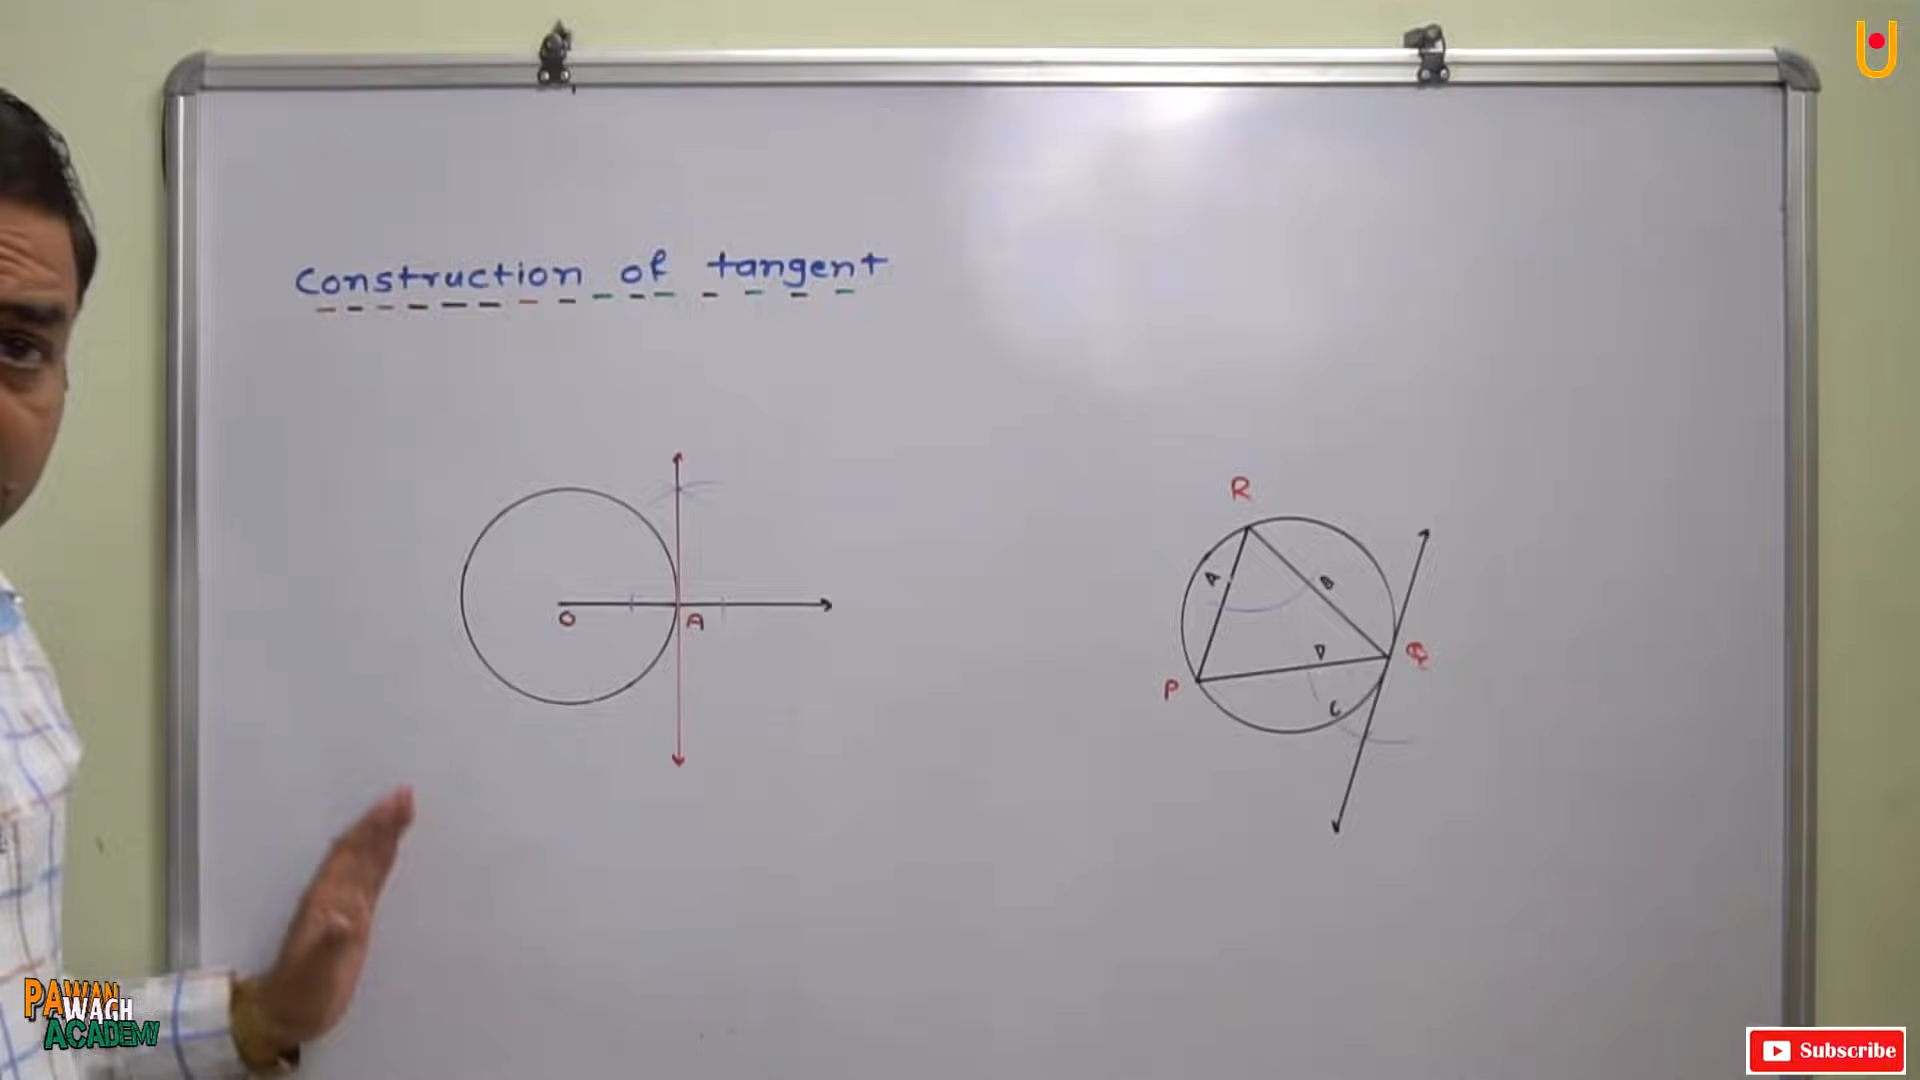 Construction of tangent
O
A
R
A
B
D
Q
P
C
PAWAN
WAGH
ACADEMY
Subscribe